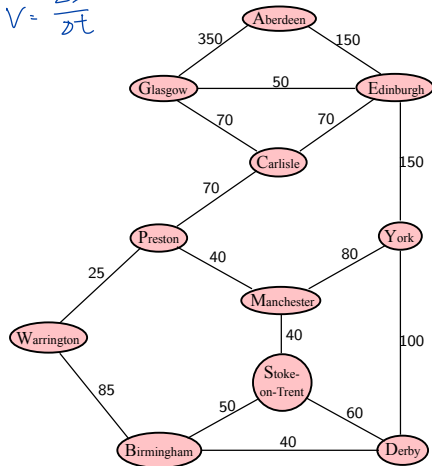 V =
Δt
Aberdeen
350
150
Glasgow
50
Edinburgh
70
70
Carlisle
70
150
Preston
York
25
40
80
Manchester
Warrington
40
100
Stoke-
on-Trent
85
50
60
Birmingham
40
Derby